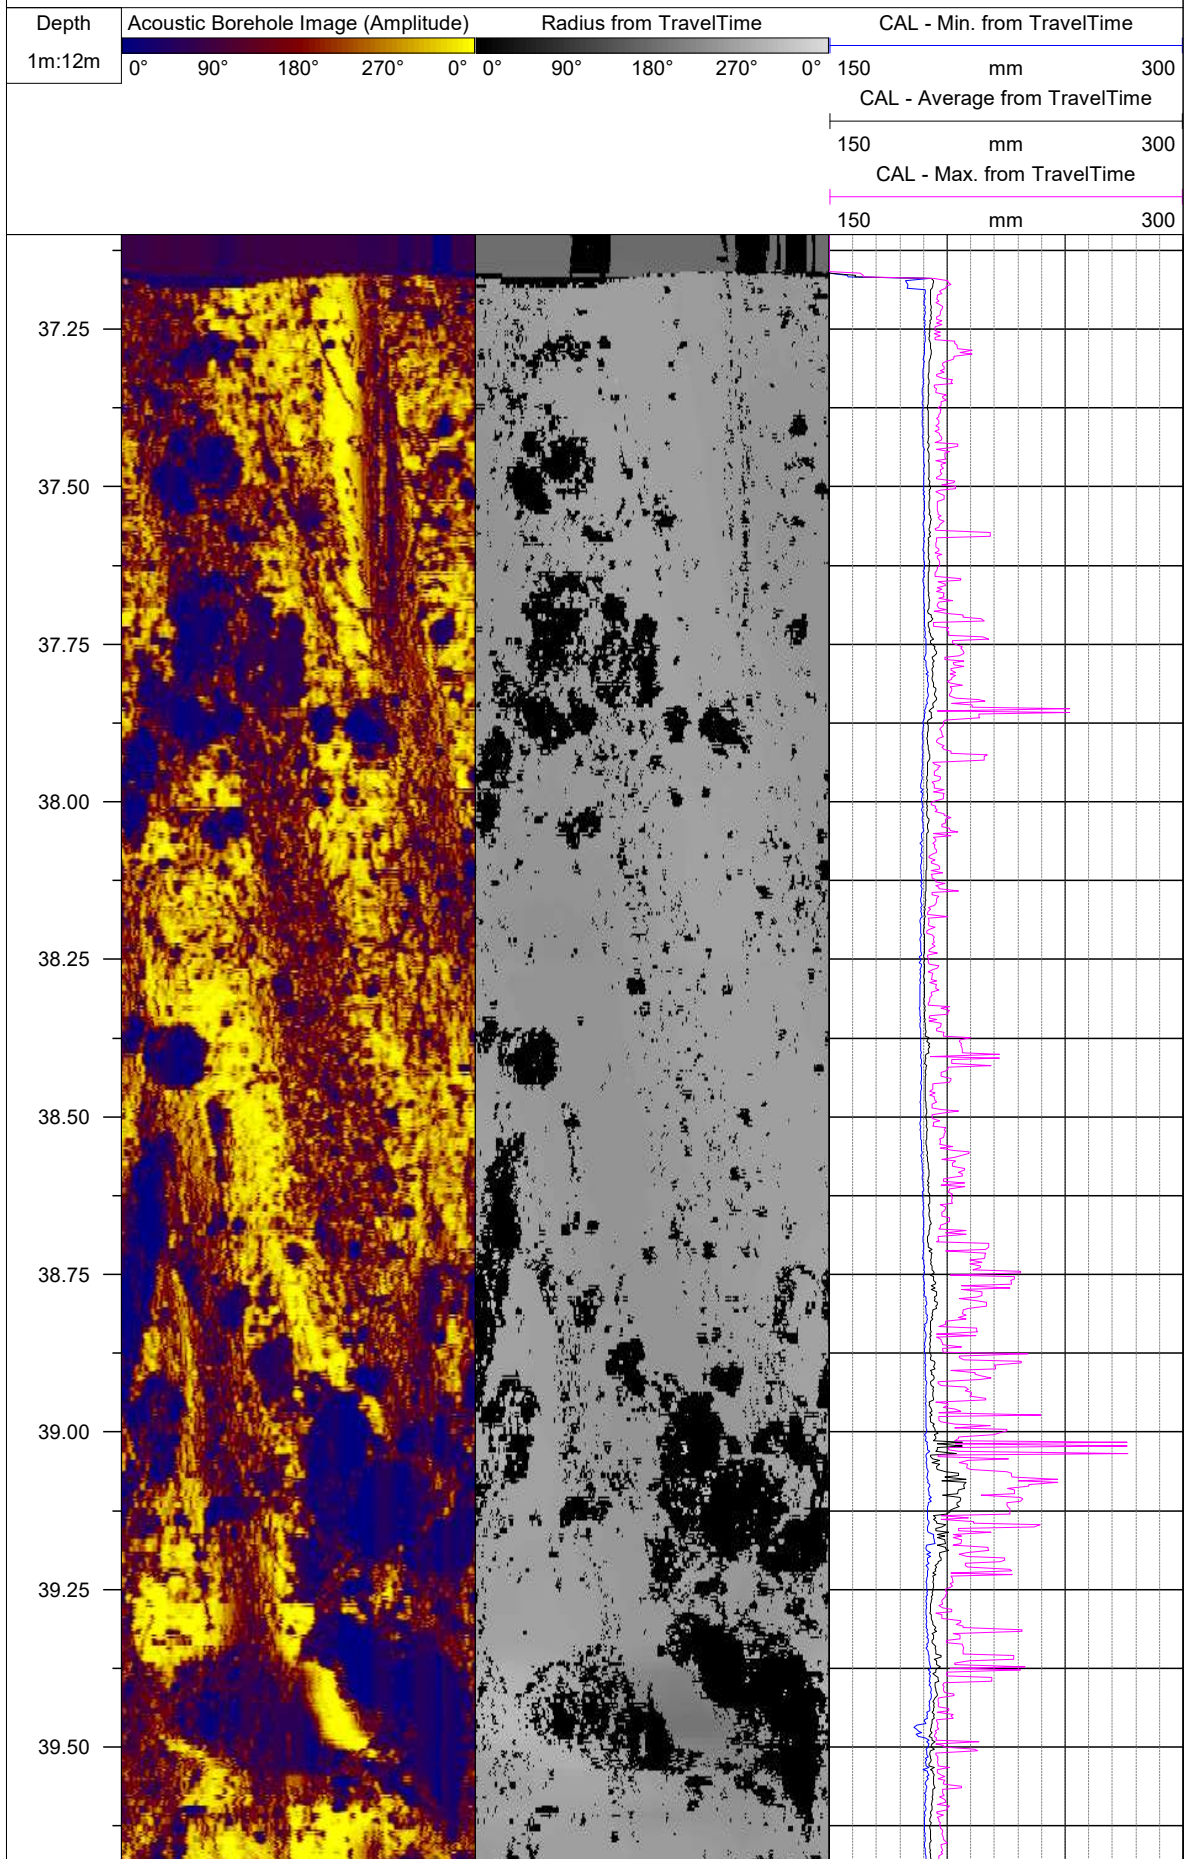 Depth
1m:12m
Acoustic Borehole Image (Amplitude)
0° 90° 180° 270° 0°
Radius from TravelTime
0° 90° 180° 270° 0°
CAL - Min. from TravelTime
150 mm 300
CAL - Average from TravelTime
150 mm 300
CAL - Max. from TravelTime
150 mm 300
37.25
37.50
37.75
38.00
38.25
38.50
38.75
39.00
39.25
39.50